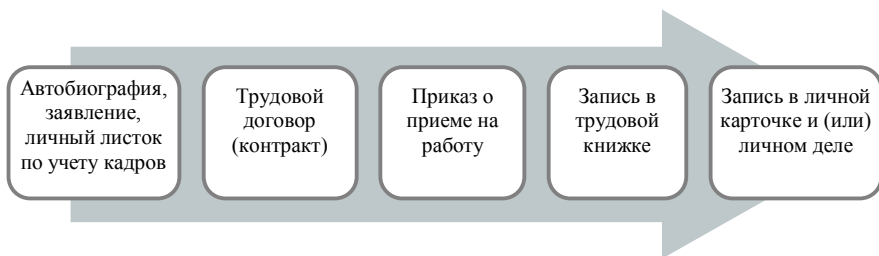 Автобиография,
заявление,
личный листок
по учету кадров
Трудовой
договор
(контракт)
Приказ о
приеме на
работу
Запись в
трудовой
книжке
Запись в личной
карточке и (или)
личном деле